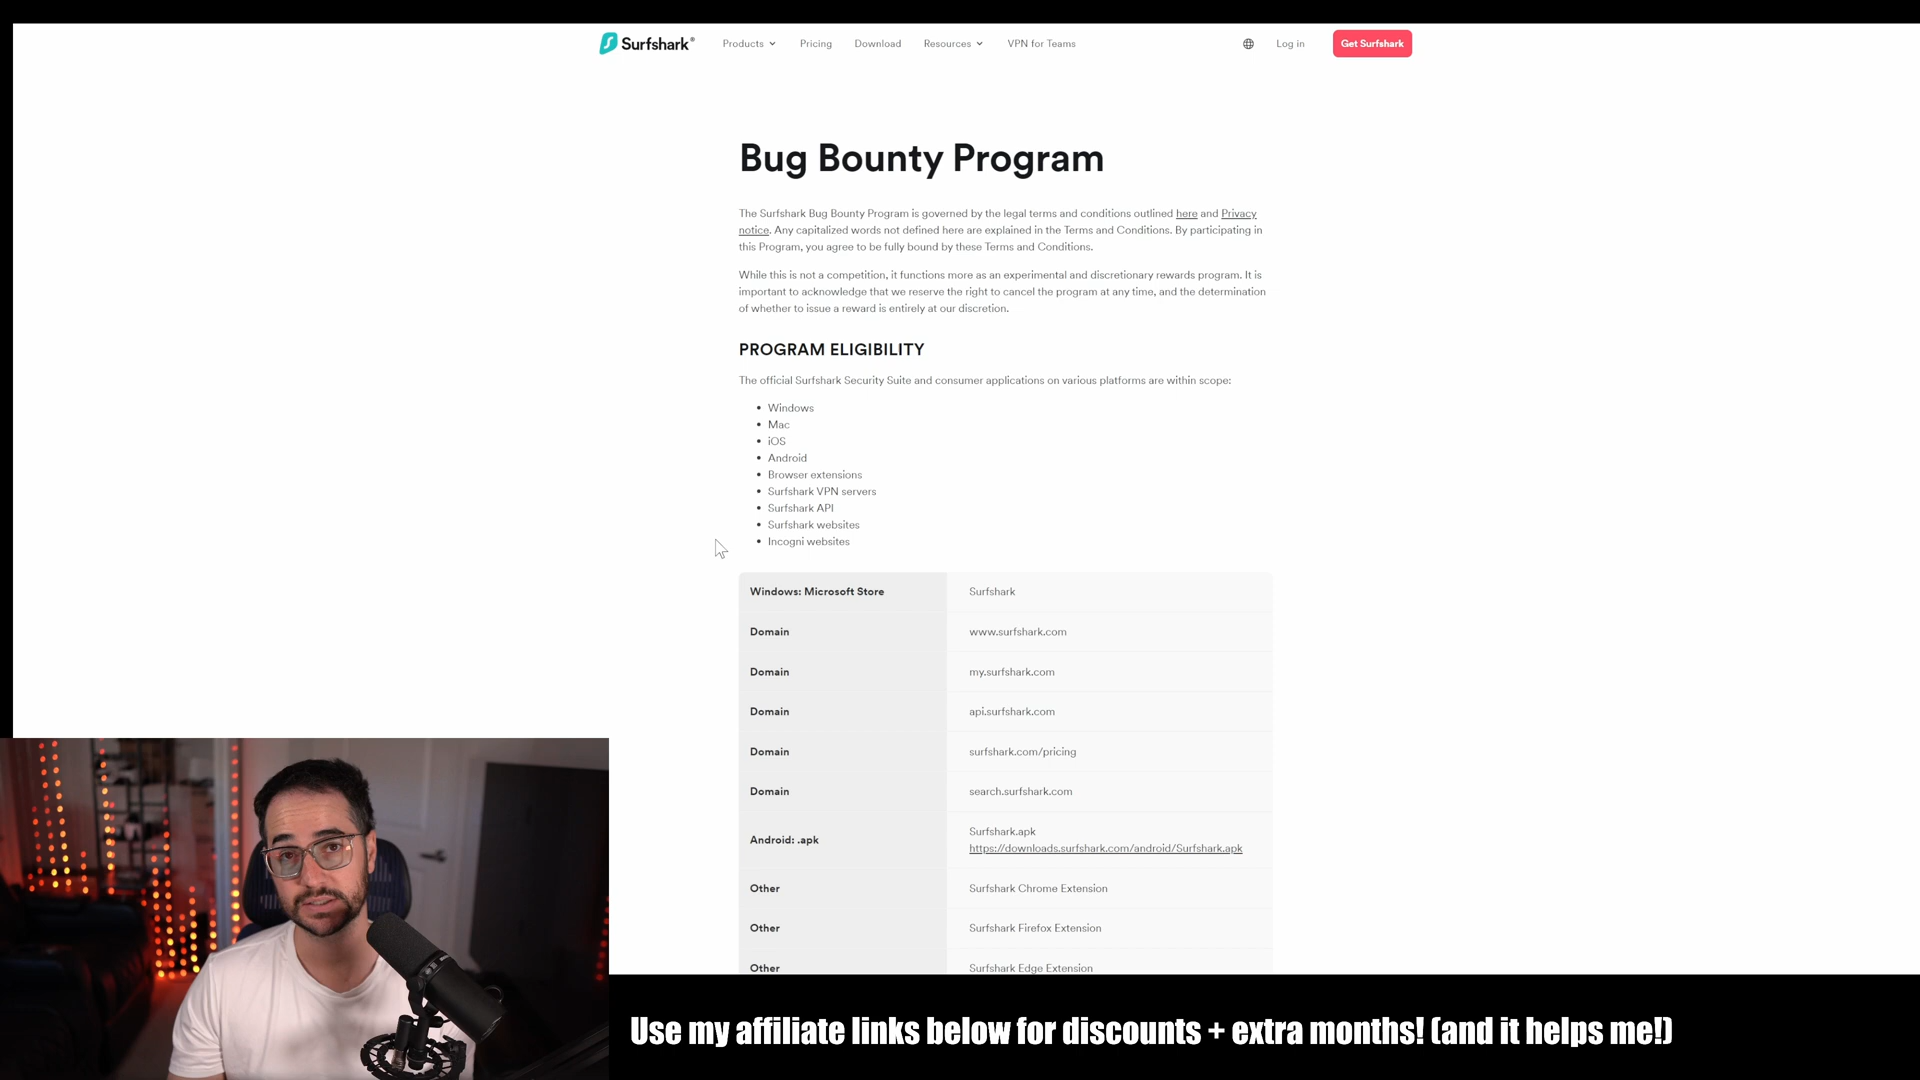 Surfshark®
Products Pricing Download Resources VPN for Teams Log in Get Surfshark
Bug Bounty Program
The Surfshark Bug Bounty Program is governed by the legal terms and conditions outlined here and Privacy
notice. Any capitalized words not defined here are explained in the Terms and Conditions. By participating in
this Program, you agree to be fully bound by these Terms and Conditions.
While this is not a competition, it functions more as an experimental and discretionary rewards program. It is
important to acknowledge that we reserve the right to cancel the program at any time, and the determination
of whether to issue a reward is entirely at our discretion.
PROGRAM ELIGIBILITY
The official Surfshark Security Suite and consumer applications on various platforms are within scope:
• Windows
• Mac
• iOS
• Android
• Browser extensions
• Surfshark VPN servers
• Surfshark API
• Surfshark websites
• Incogni websites
Windows: Microsoft Store Surfshark
Domain www.surfshark.com
Domain my.surfshark.com
Domain api.surfshark.com
Domain surfshark.com/pricing
Domain search.surfshark.com
Android: .apk Surfshark.apk
https://downloads.surfshark.com/android/Surfshark.apk
Other Surfshark Chrome Extension
Other Surfshark Firefox Extension
Other Surfshark Edge Extension
Use my affiliate links below for discounts + extra months! (and it helps me!)